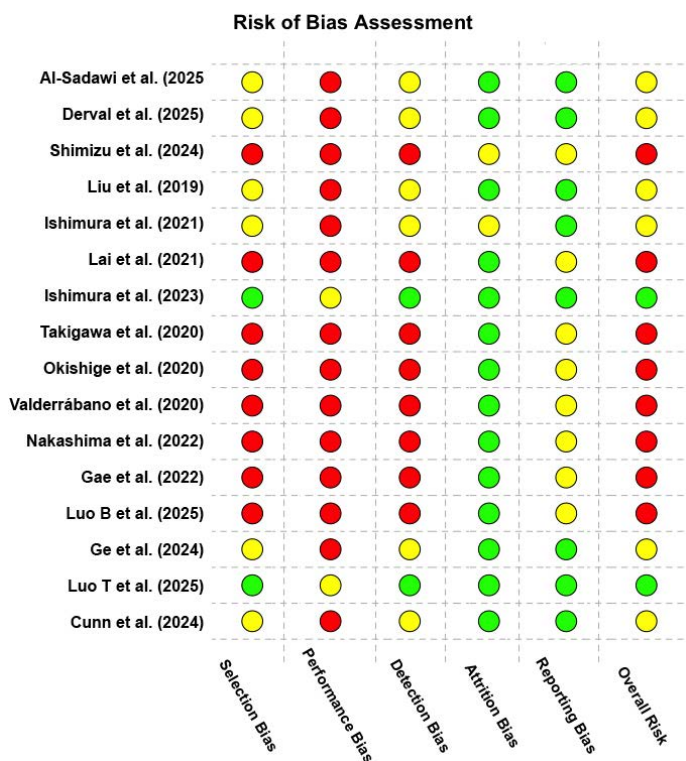 Risk of Bias Assessment
Al-Sadawi et al. (2025
Derval et al. (2025)
Shimizu et al. (2024)
Liu et al. (2019)
Ishimura et al. (2021)
Lai et al. (2021)
Ishimura et al. (2023)
Takigawa et al. (2020)
Okishige et al. (2020)
Valderrábano et al. (2020)
Nakashima et al. (2022)
Gae et al. (2022)
Luo B et al. (2025)
Ge et al. (2024)
Luo T et al. (2025)
Cunn et al. (2024)
Selection Bias
Performance Bias
Detection Bias
Attrition Bias
Reporting Bias
Overall Risk